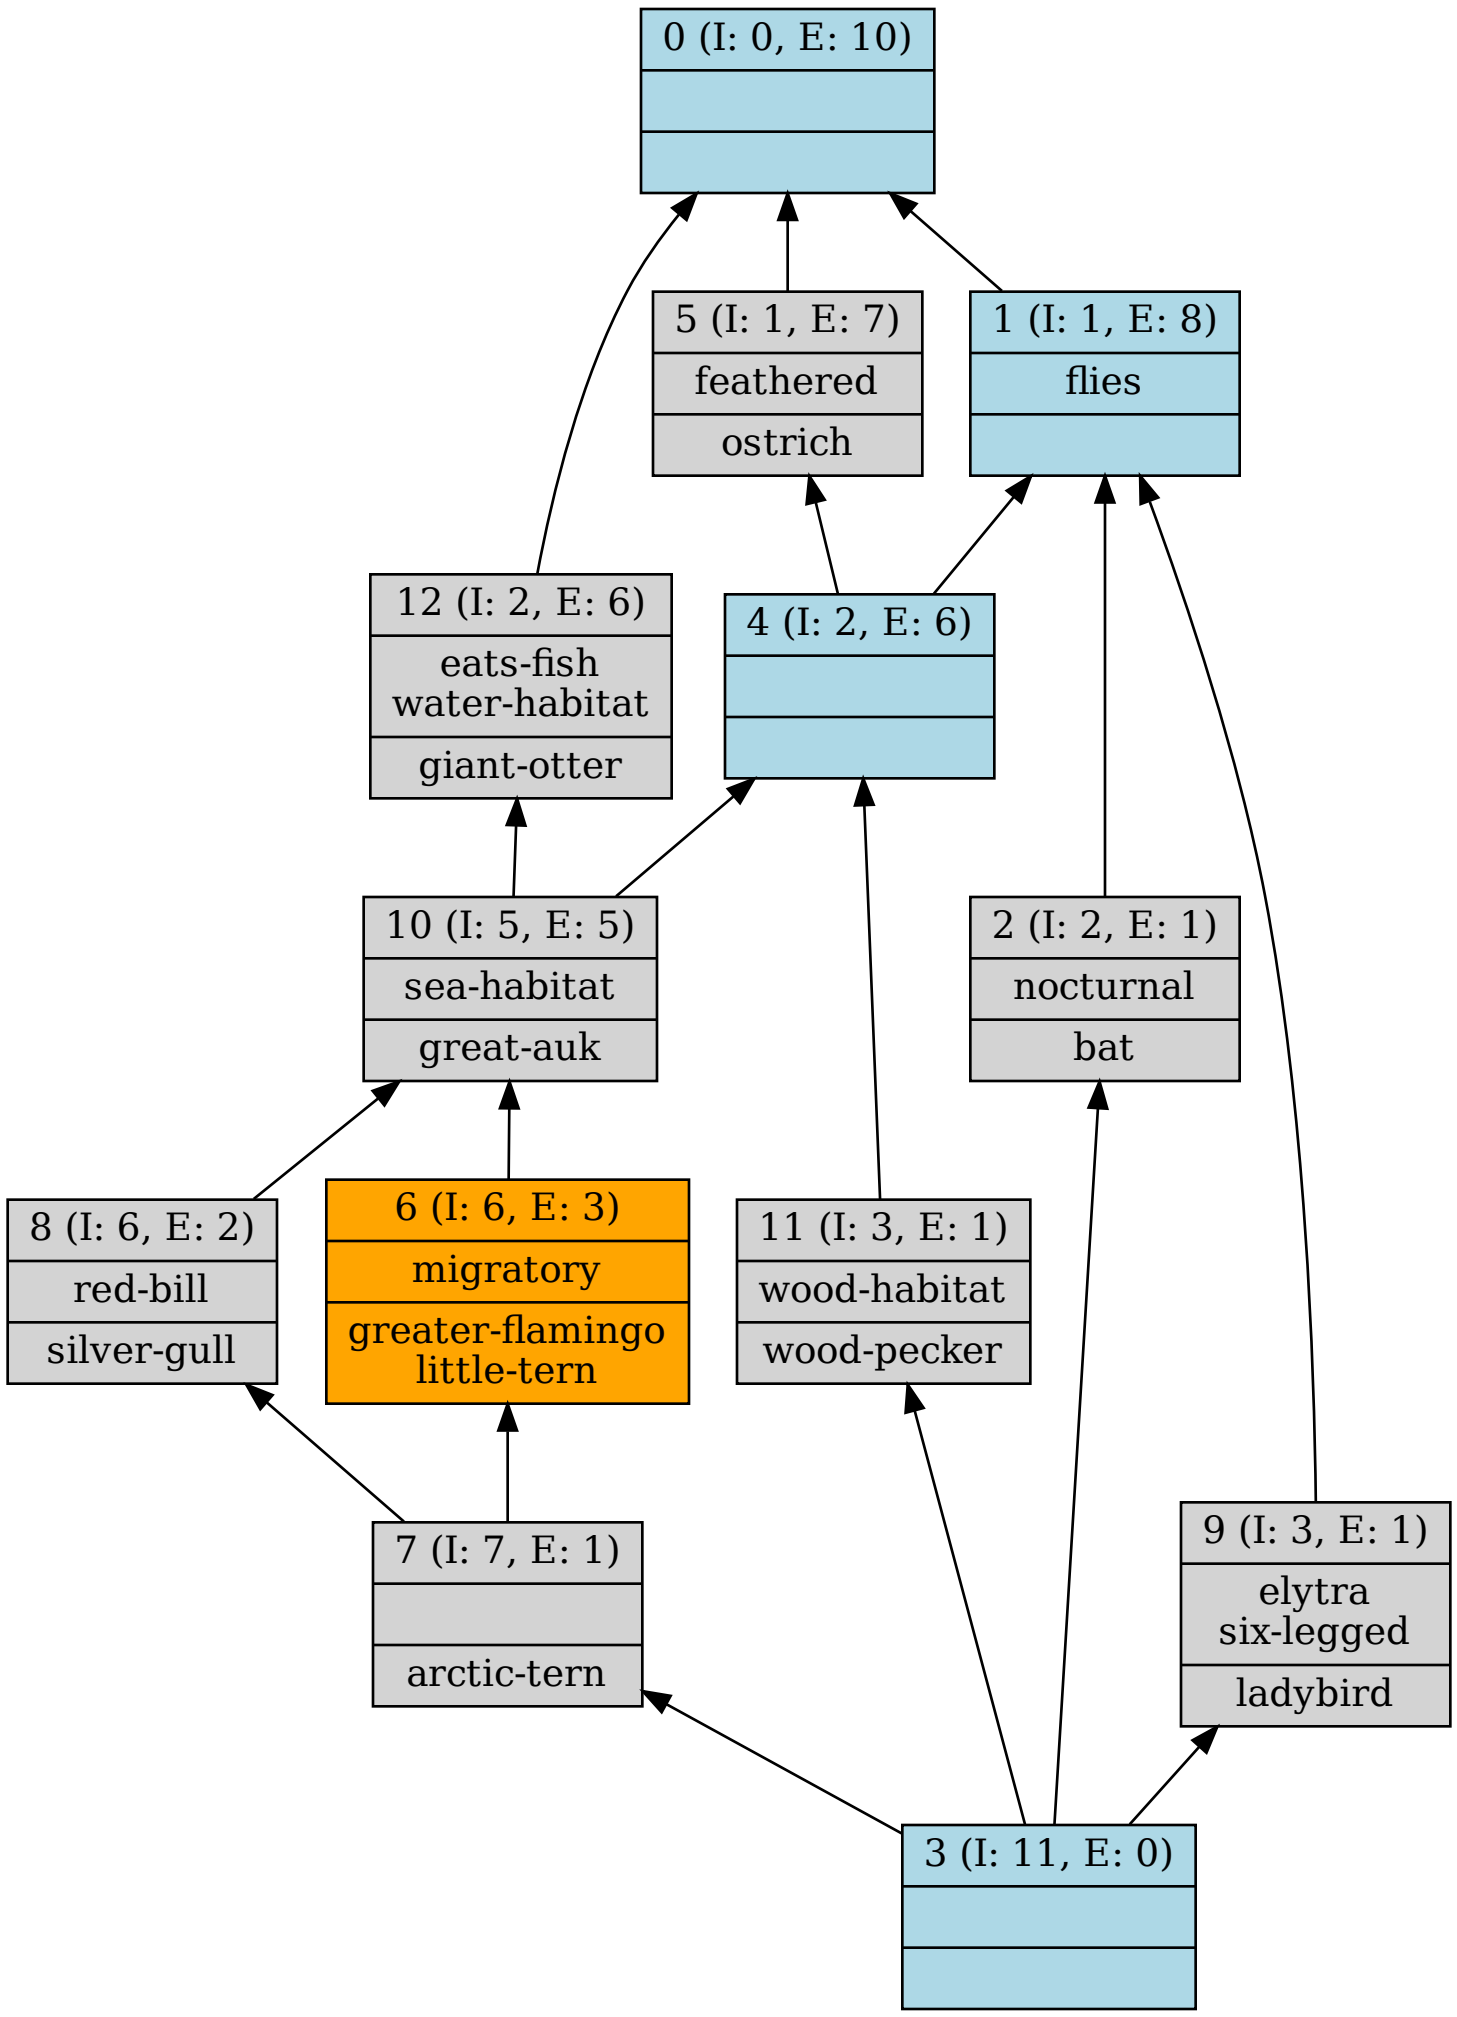 0 (I: 0, E: 10)
5 (I: 1, E: 7)
feathered
ostrich
1 (I: 1, E: 8)
flies
12 (I: 2, E: 6)
eats-fish
water-habitat
giant-otter
4 (I: 2, E: 6)
10 (I: 5, E: 5)
sea-habitat
great-auk
2 (I: 2, E: 1)
nocturnal
bat
8 (I: 6, E: 2)
red-bill
silver-gull
6 (I: 6, E: 3)
migratory
greater-flamingo
little-tern
11 (I: 3, E: 1)
wood-habitat
wood-pecker
7 (I: 7, E: 1)
arctic-tern
9 (I: 3, E: 1)
elytra
six-legged
ladybird
3 (I: 11, E: 0)